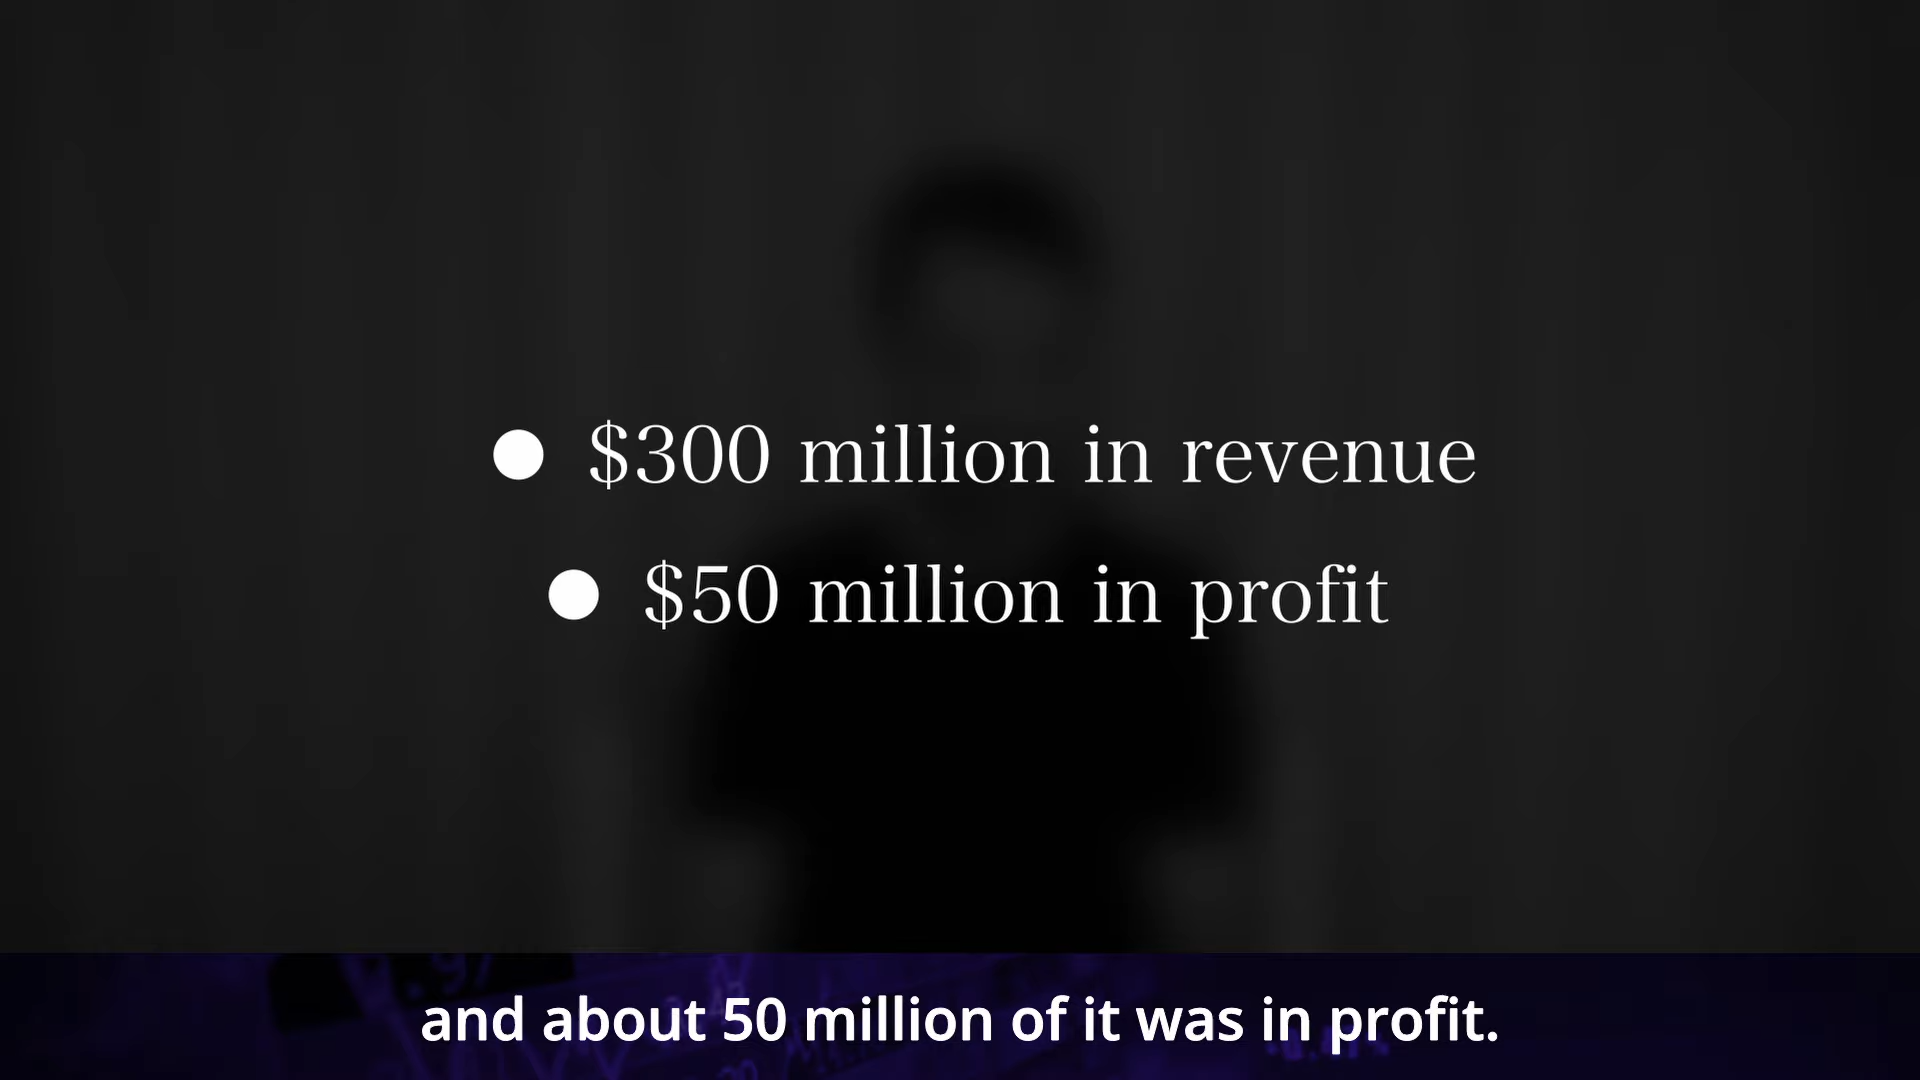 ● $300 million in revenue
● $50 million in profit
and about 50 million of it was in profit.